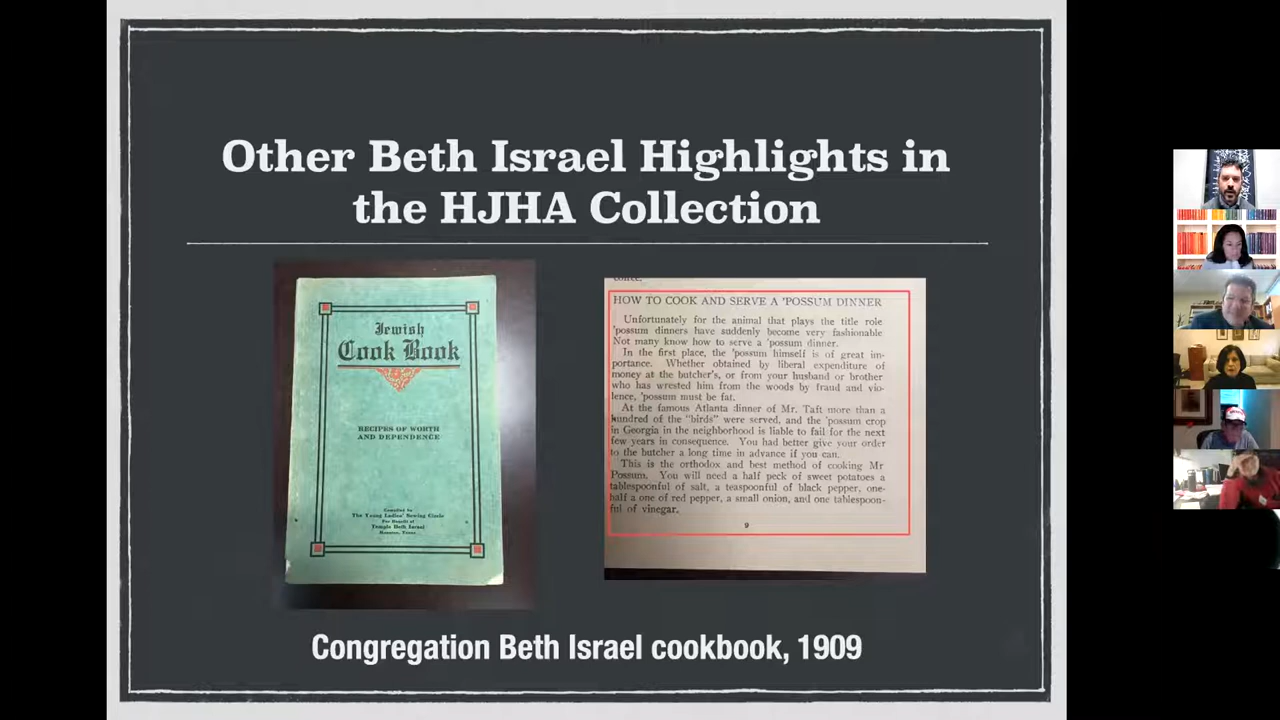 Other Beth Israel Highlights in
the HJHA Collection
Jewish
Cook Book
RECIPES OF WORTH
AND DEPENDENCE
Compiled by
The Young Ladies' Sewing Circle
For Benefit of
Temple Beth Israel
Houston, Texas
HOW TO COOK AND SERVE A 'POSSUM DINNER
Unfortunately for the animal that plays the title role
'possum dinners have suddenly become very fashionable
Not many know how to serve a 'possum dinner.
In the first place, the 'possum himself is of great im-
portance. Whether obtained by liberal expenditure of
money at the butcher's, or from your husband or brother
who has wrested him from the woods by fraud and vio-
lence, 'possum must be fat.
At the famous Atlanta dinner of Mr. Taft more than a
hundred of the "birds" were served, and the 'possum crop
in Georgia in the neighborhood is liable to fail for the next
few years in consequence. You had better give your order
to the butcher a long time in advance if you can.
This is the orthodox and best method of cooking Mr
Possum. You will need a half peck of sweet potatoes a
tablespoonful of salt, a teaspoonful of black pepper, one-
half a one of red pepper, a small onion, and one tablespoon-
ful of vinegar.
9
Congregation Beth Israel cookbook, 1909